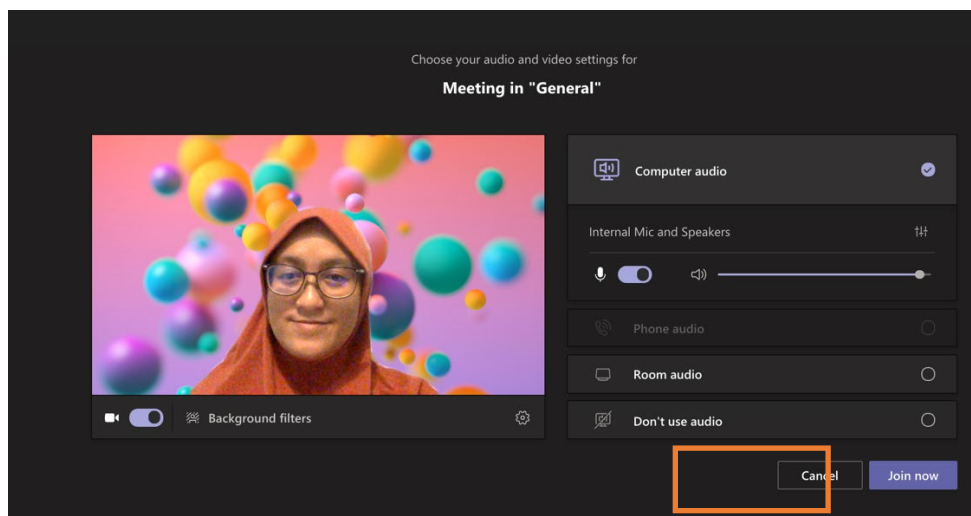 Choose your audio and video settings for
Meeting in "General"
Computer audio
Internal Mic and Speakers
Phone audio
Room audio
Background filters
Don't use audio
Cancel
Join now